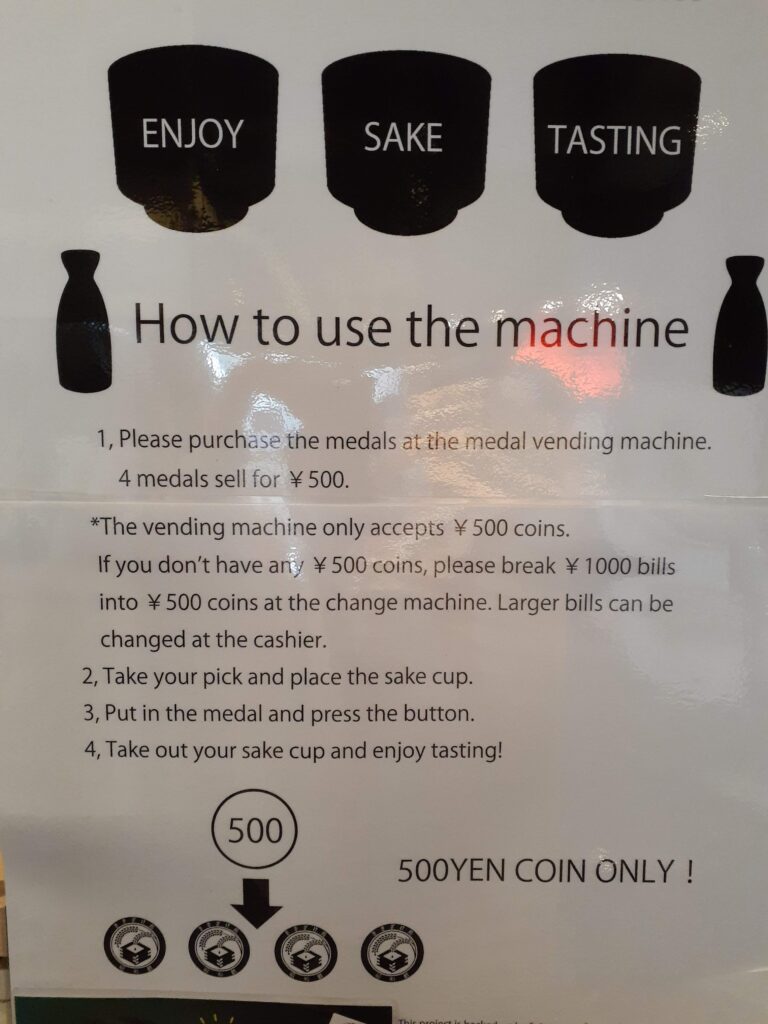 ENJOY SAKE TASTING
How to use the machine
1, Please purchase the medals at the medal vending machine.
4 medals sell for ￥500.
*The vending machine only accepts ￥500 coins.
If you don't have any ￥500 coins, please break ￥1000 bills
into ￥500 coins at the change machine. Larger bills can be
changed at the cashier.
2, Take your pick and place the sake cup.
3, Put in the medal and press the button.
4, Take out your sake cup and enjoy tasting!
500
500YEN COIN ONLY！
This project is